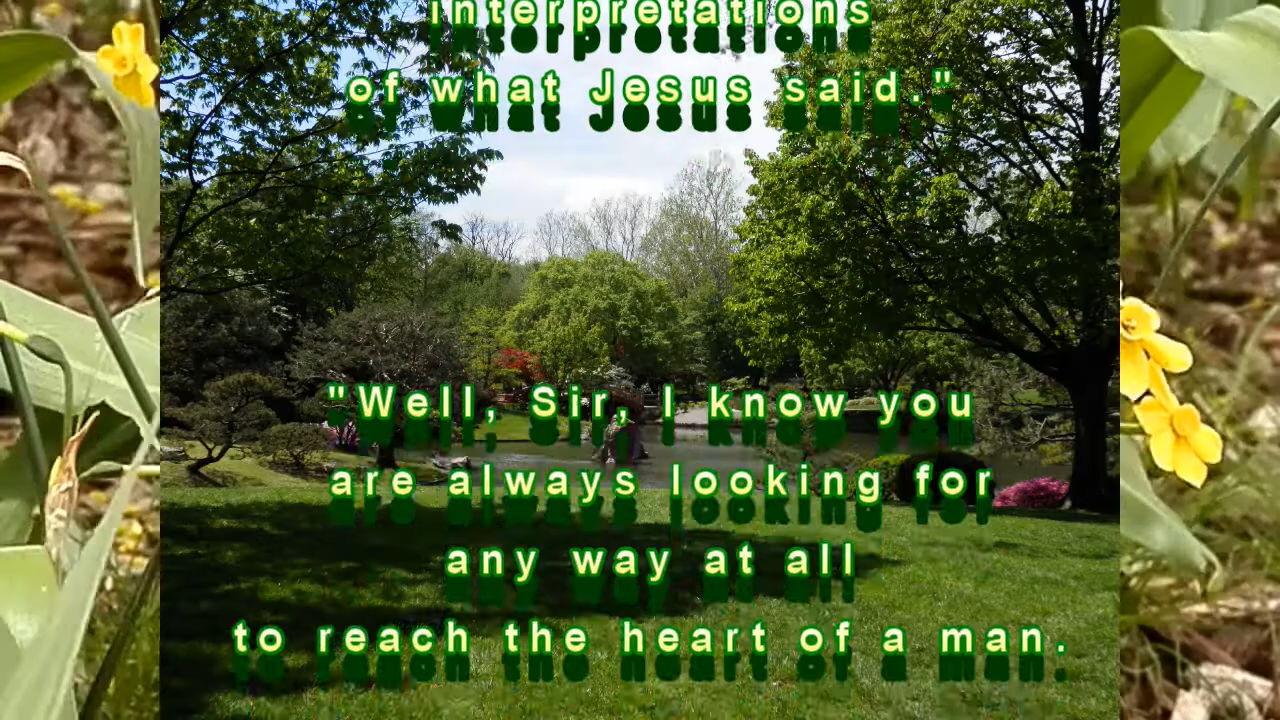 interpretations
of what Jesus said."
"Well, Sir, I know you
are always looking for
any way at all
to reach the heart of a man.